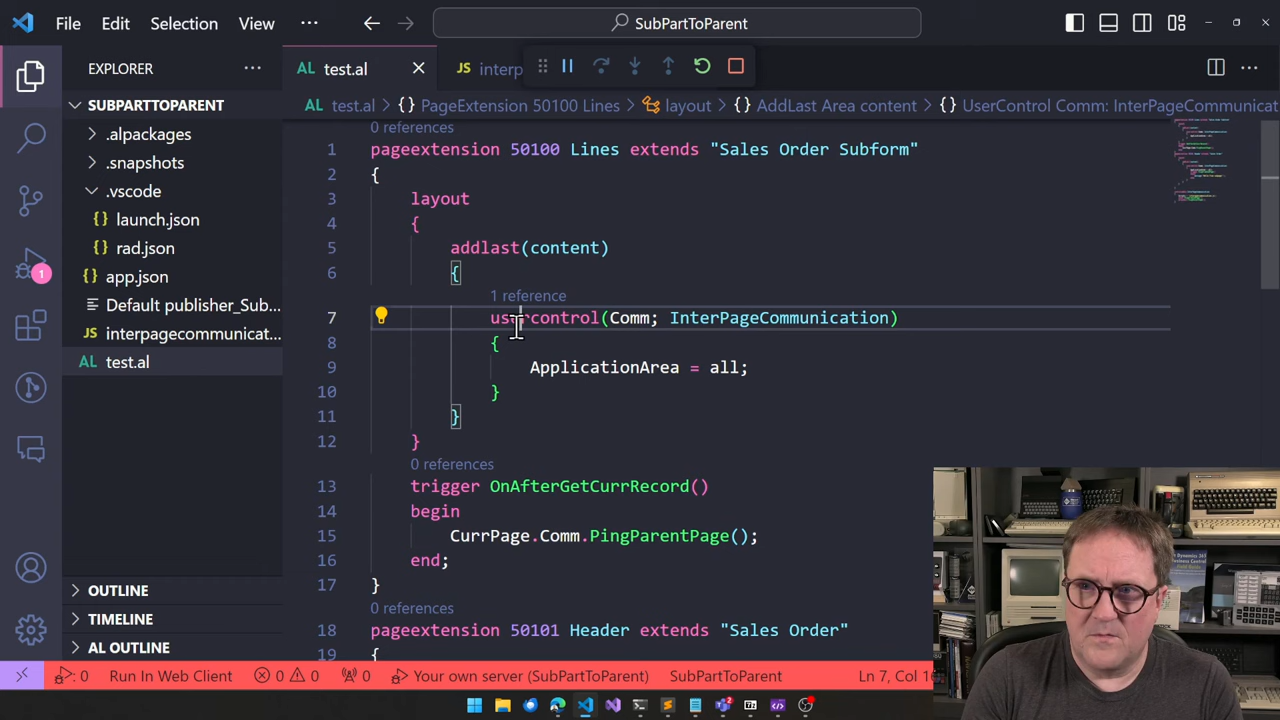 File Edit Selection View SubPartToParent
EXPLORER
AL test.al
JS interp
test.al {} PageExtension 50100 Lines layout {} AddLast Area content {} UserControl Comm: InterPageCommunicat
SUBPARTTOPARENT
.alpackages
.snapshots
.vscode
{} launch.json
{} rad.json
{} app.json
Default publisher_Sub...
JS interpagecommunicat...
AL test.al
OUTLINE
TIMELINE
AL OUTLINE
0 references
1 pageextension 50100 Lines extends "Sales Order Subform"
2 {
3 layout
4 {
5 addlast(content)
6 {
1 reference
7 usercontrol(Comm; InterPageCommunication)
8 {
9 ApplicationArea = all;
10 }
11 }
12 }
0 references
13 trigger OnAfterGetCurrRecord()
14 begin
15 CurrPage.Comm.PingParentPage();
16 end;
17 }
0 references
18 pageextension 50101 Header extends "Sales Order"
19 {
1
0 Run In Web Client 0 0 0 Your own server (SubPartToParent) SubPartToParent Ln 7, Col